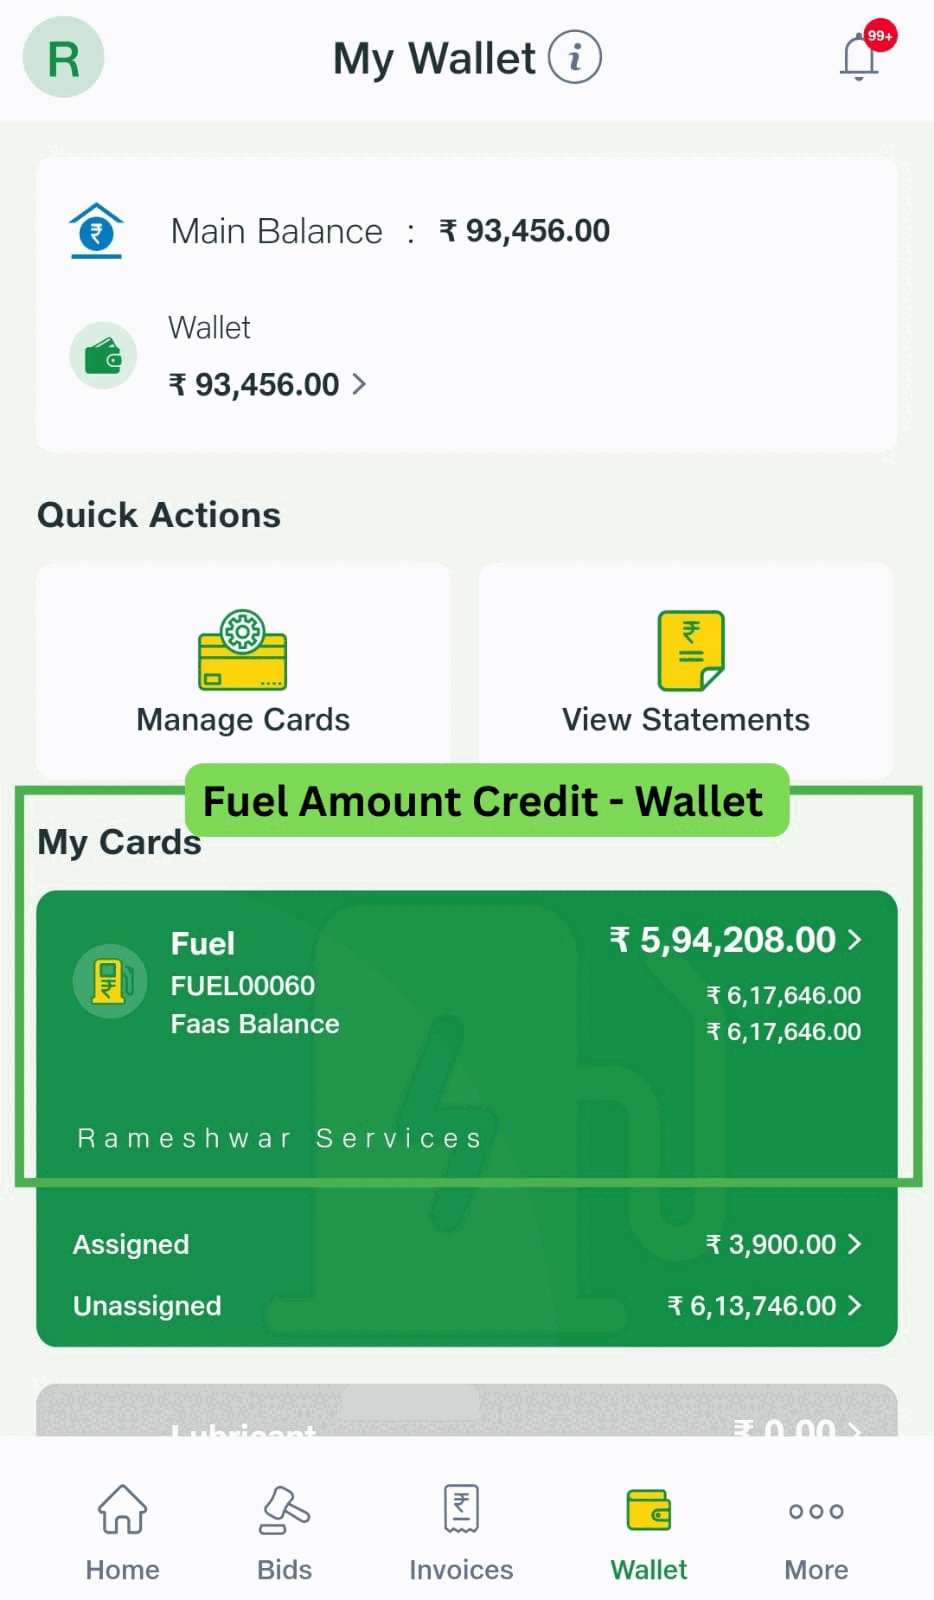 R
My Wallet i
99+
Main Balance : ₹ 93,456.00
Wallet
₹ 93,456.00 >
Quick Actions
Manage Cards
View Statements
Fuel Amount Credit - Wallet
My Cards
Fuel ₹ 5,94,208.00 >
FUEL00060 ₹ 6,17,646.00
Faas Balance ₹ 6,17,646.00
Rameshwar Services
Assigned ₹ 3,900.00 >
Unassigned ₹ 6,13,746.00 >
Lubricant ₹ 0.00 >
Home Bids Invoices Wallet More